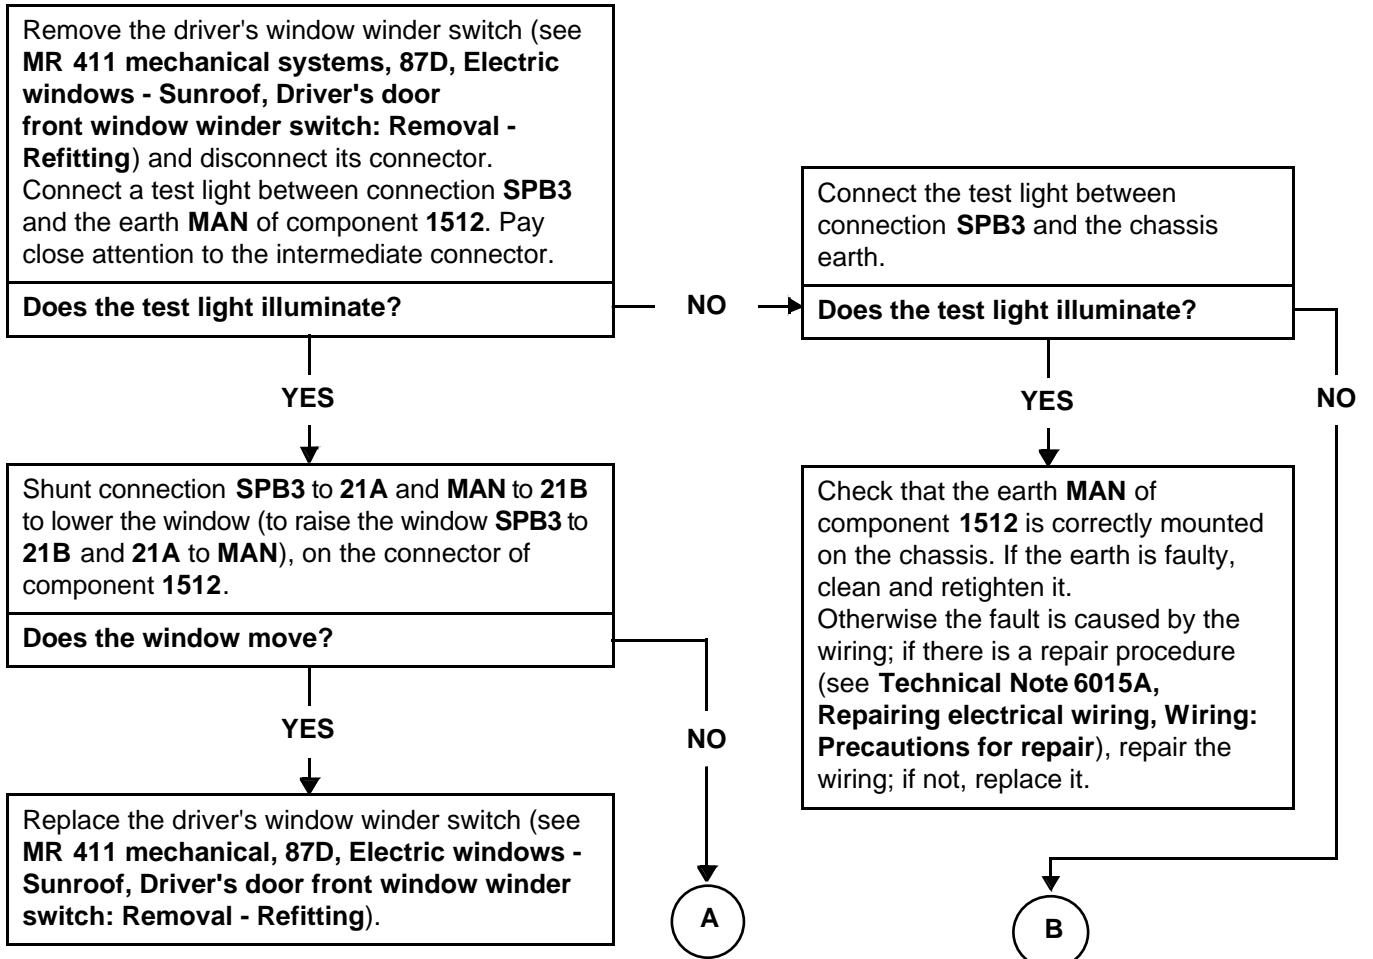 Remove the driver's window winder switch (see
MR 411 mechanical systems, 87D, Electric
windows - Sunroof, Driver's door
front window winder switch: Removal -
Refitting) and disconnect its connector.
Connect a test light between connection SPB3
and the earth MAN of component 1512. Pay
close attention to the intermediate connector.
Does the test light illuminate?
NO
Connect the test light between
connection SPB3 and the chassis
earth.
Does the test light illuminate?
YES
YES
NO
Shunt connection SPB3 to 21A and MAN to 21B
to lower the window (to raise the window SPB3 to
21B and 21A to MAN), on the connector of
component 1512.
Does the window move?
Check that the earth MAN of
component 1512 is correctly mounted
on the chassis. If the earth is faulty,
clean and retighten it.
Otherwise the fault is caused by the
wiring; if there is a repair procedure
(see Technical Note 6015A,
Repairing electrical wiring, Wiring:
Precautions for repair), repair the
wiring; if not, replace it.
YES
NO
Replace the driver's window winder switch (see
MR 411 mechanical, 87D, Electric windows -
Sunroof, Driver's door front window winder
switch: Removal - Refitting).
A
B